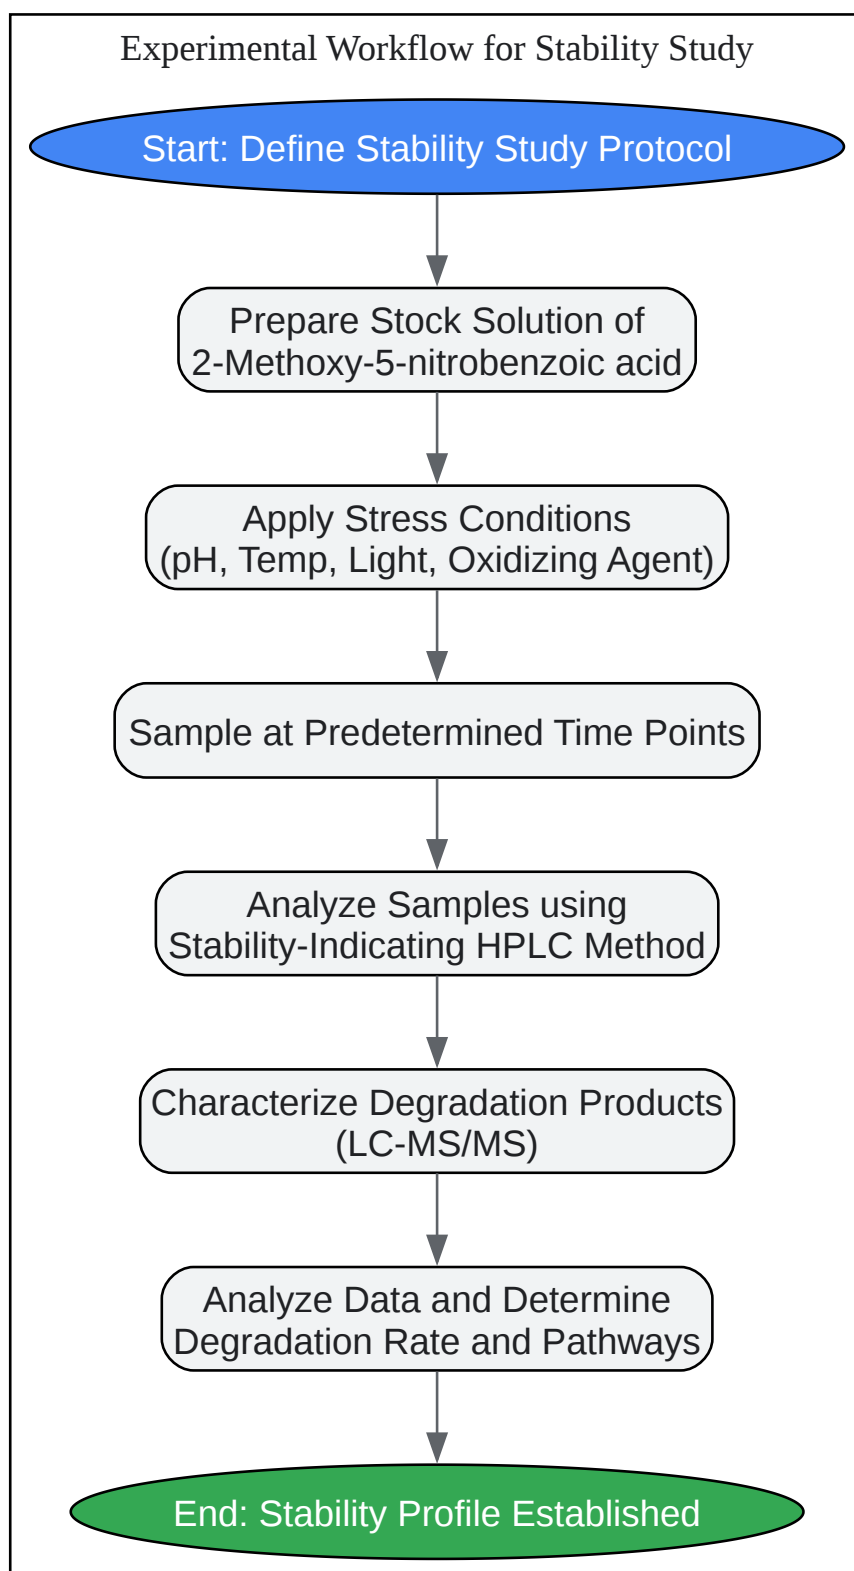 Experimental Workflow for Stability Study
Start: Define Stability Study Protocol
Prepare Stock Solution of
2-Methoxy-5-nitrobenzoic acid
Apply Stress Conditions
(pH, Temp, Light, Oxidizing Agent)
Sample at Predetermined Time Points
Analyze Samples using
Stability-Indicating HPLC Method
Characterize Degradation Products
(LC-MS/MS)
Analyze Data and Determine
Degradation Rate and Pathways
End: Stability Profile Established